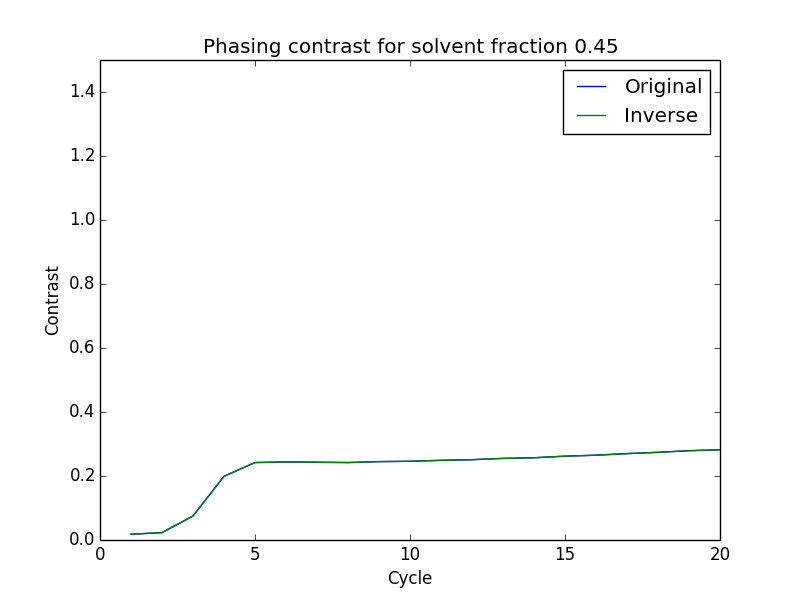 Phasing contrast for solvent fraction 0.45
Original
Inverse
1.4
1.2
1.0
0.8
0.6
0.4
0.2
0.0
Contrast
0 5 10 15 20
Cycle